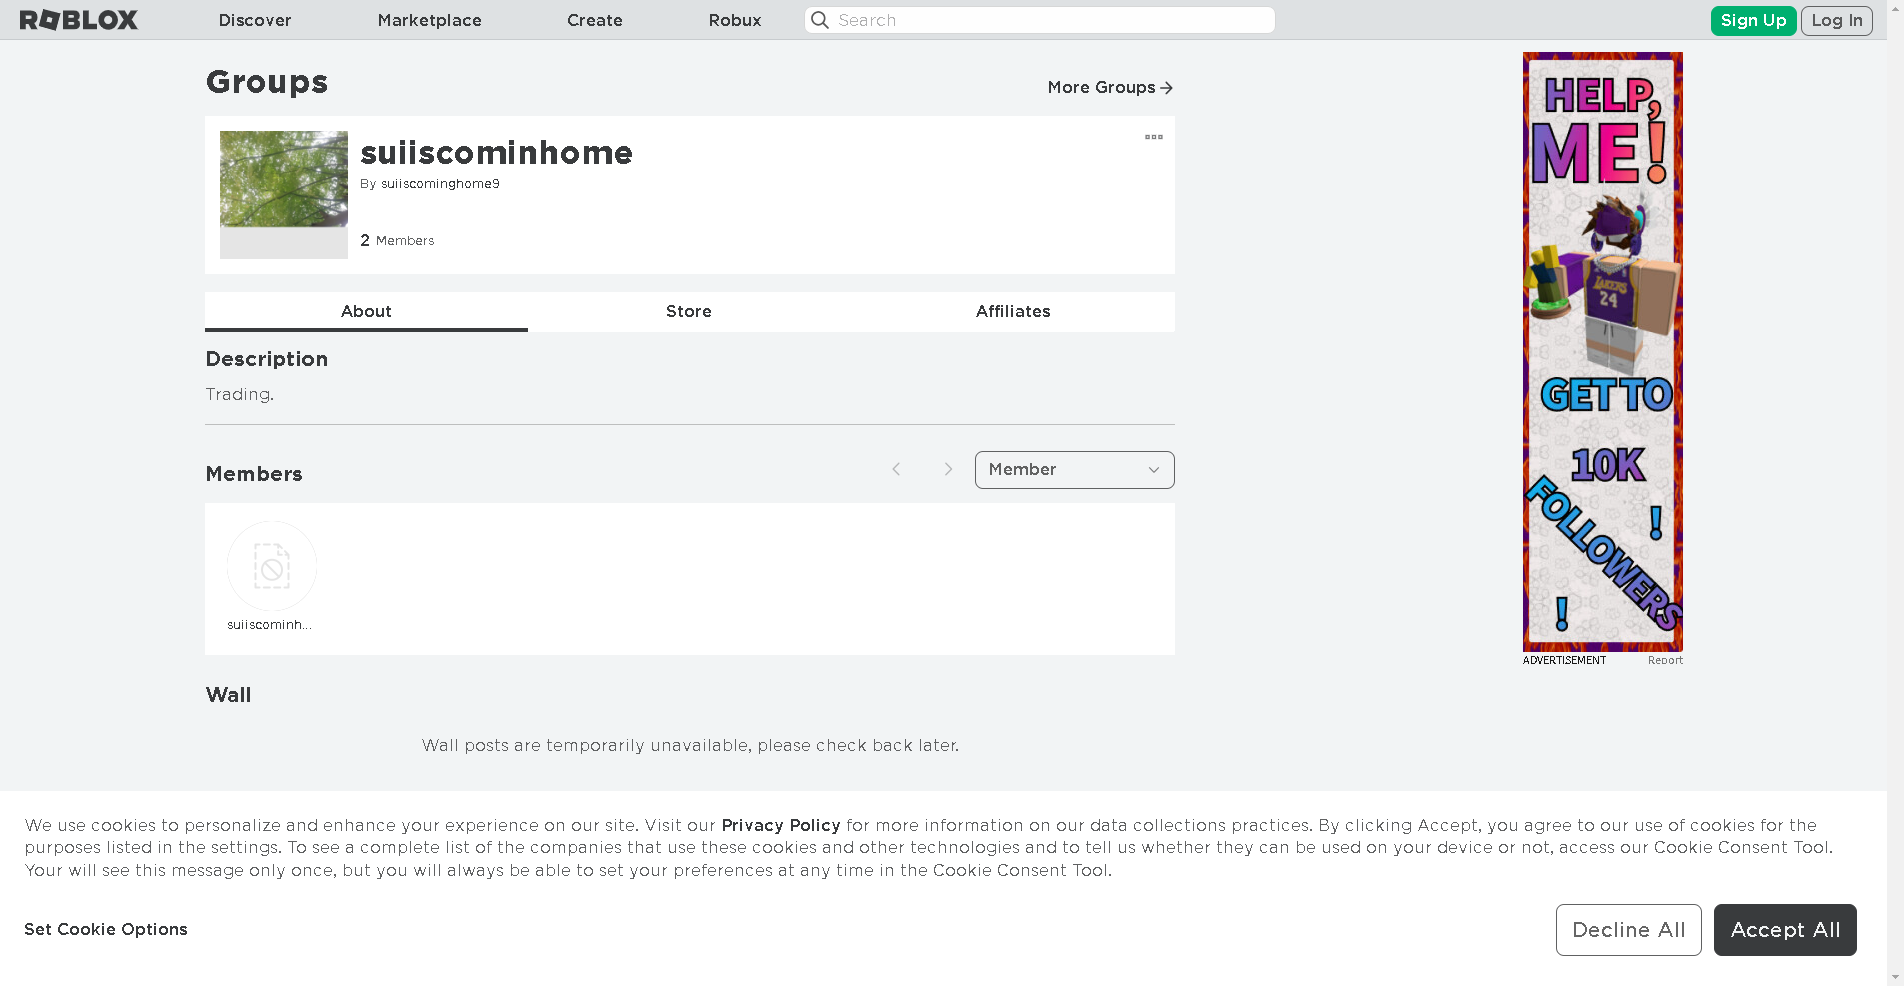 ROBLOX
Discover
Marketplace
Create
Robux
Search
Sign Up
Log In
Groups
More Groups
suiiscominhome
By suiiscominghome9
2 Members
About
Store
Affiliates
Description
Trading.
Members
Member
suiiscominh...
Wall
Wall posts are temporarily unavailable, please check back later.
HELP,
ME!
LAKERS
24
GET TO
10K
FOLLOWERS
!
!
ADVERTISEMENT
Report
We use cookies to personalize and enhance your experience on our site. Visit our Privacy Policy for more information on our data collections practices. By clicking Accept, you agree to our use of cookies for the
purposes listed in the settings. To see a complete list of the companies that use these cookies and other technologies and to tell us whether they can be used on your device or not, access our Cookie Consent Tool.
Your will see this message only once, but you will always be able to set your preferences at any time in the Cookie Consent Tool.
Set Cookie Options
Decline All
Accept All